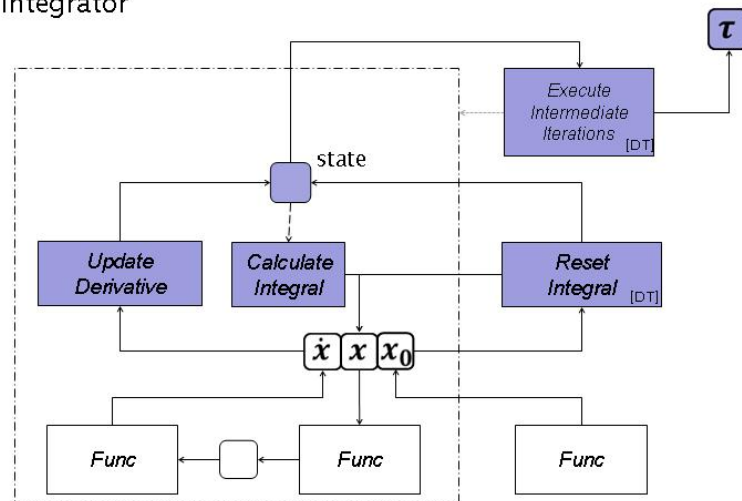 Integrator
τ
Execute
Intermediate
Iterations
[DT]
state
Update
Derivative
Calculate
Integral
Reset
Integral
[DT]
ẋ x x₀
Func
Func
Func